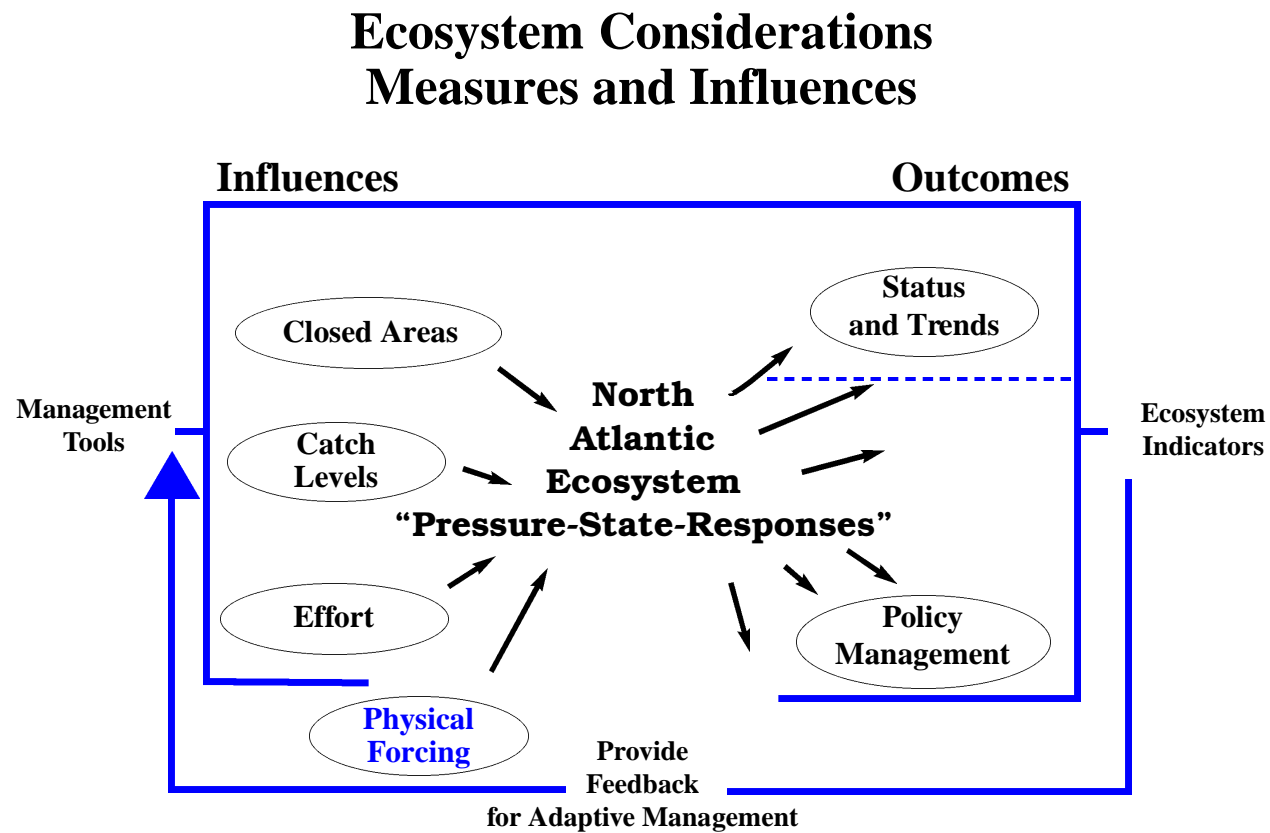 Ecosystem Considerations
Measures and Influences
Influences
Outcomes
Closed Areas
Status
and Trends
Management
Tools
Catch
Levels
North
Atlantic
Ecosystem
“Pressure-State-Responses”
Ecosystem
Indicators
Effort
Policy
Management
Physical
Forcing
Provide
Feedback
for Adaptive Management